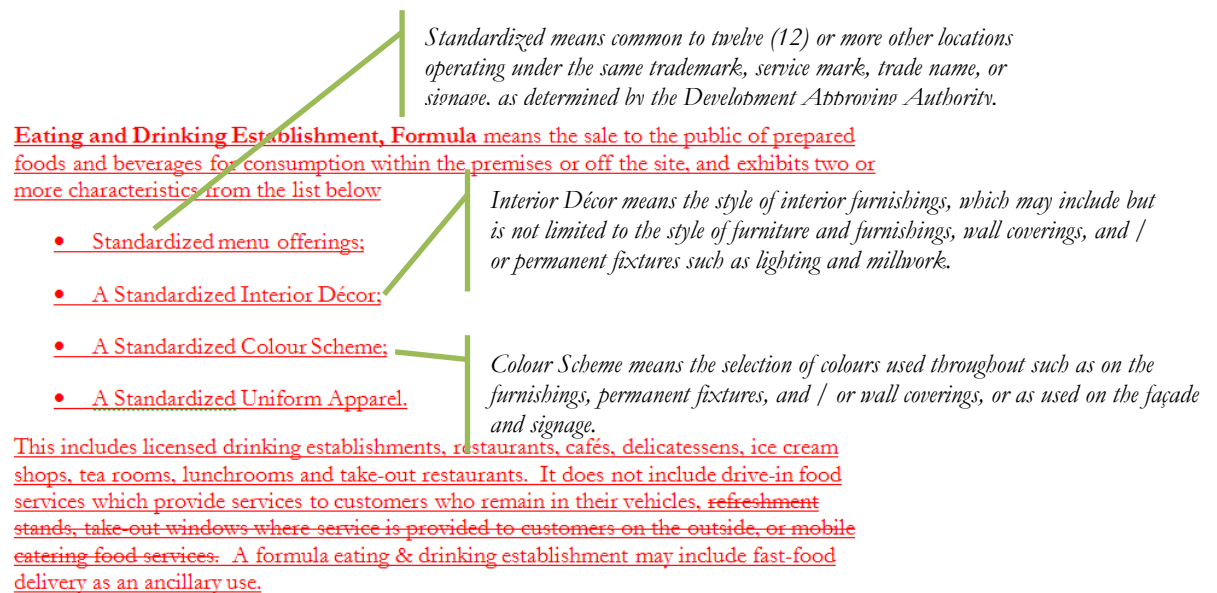 Standardized means common to twelve (12) or more other locations
operating under the same trademark, service mark, trade name, or
signage, as determined by the Development Approving Authority.
Eating and Drinking Establishment, Formula means the sale to the public of prepared
foods and beverages for consumption within the premises or off the site, and exhibits two or
more characteristics from the list below
• Standardized menu offerings;
• A Standardized Interior Décor;
• A Standardized Colour Scheme;
• A Standardized Uniform Apparel.
Interior Décor means the style of interior furnishings, which may include but
is not limited to the style of furniture and furnishings, wall coverings, and /
or permanent fixtures such as lighting and millwork.
Colour Scheme means the selection of colours used throughout such as on the
furnishings, permanent fixtures, and / or wall coverings, or as used on the façade
and signage.
This includes licensed drinking establishments, restaurants, cafés, delicatessens, ice cream
shops, tea rooms, lunchrooms and take-out restaurants.  It does not include drive-in food
services which provide services to customers who remain in their vehicles, refreshment
stands, take-out windows where service is provided to customers on the outside, or mobile
catering food services.  A formula eating & drinking establishment may include fast-food
delivery as an ancillary use.